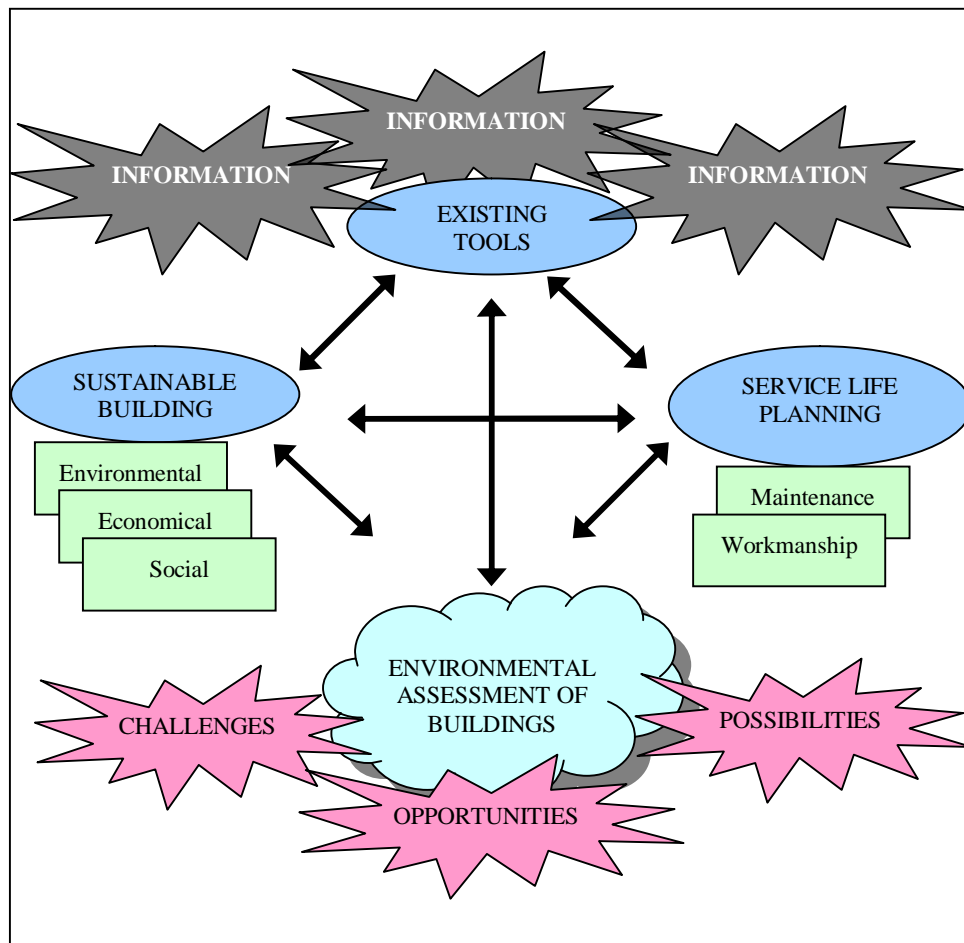 INFORMATION
INFORMATION
INFORMATION
EXISTING
TOOLS
SUSTAINABLE
BUILDING
SERVICE LIFE
PLANNING
Environmental
Economical
Social
Maintenance
Workmanship
ENVIRONMENTAL
ASSESSMENT OF
BUILDINGS
CHALLENGES
POSSIBILITIES
OPPORTUNITIES